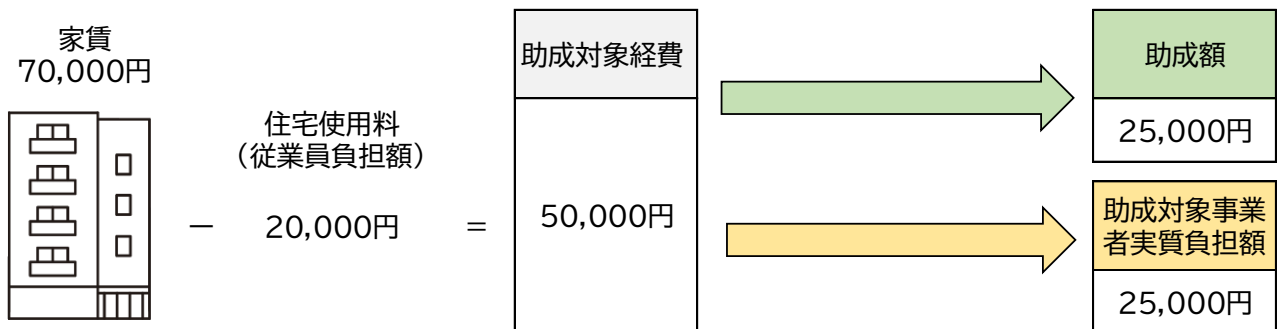 家賃
70,000円
住宅使用料
（従業員負担額）
－
20,000円
＝
助成対象経費
50,000円
助成額
25,000円
助成対象事業
者実質負担額
25,000円